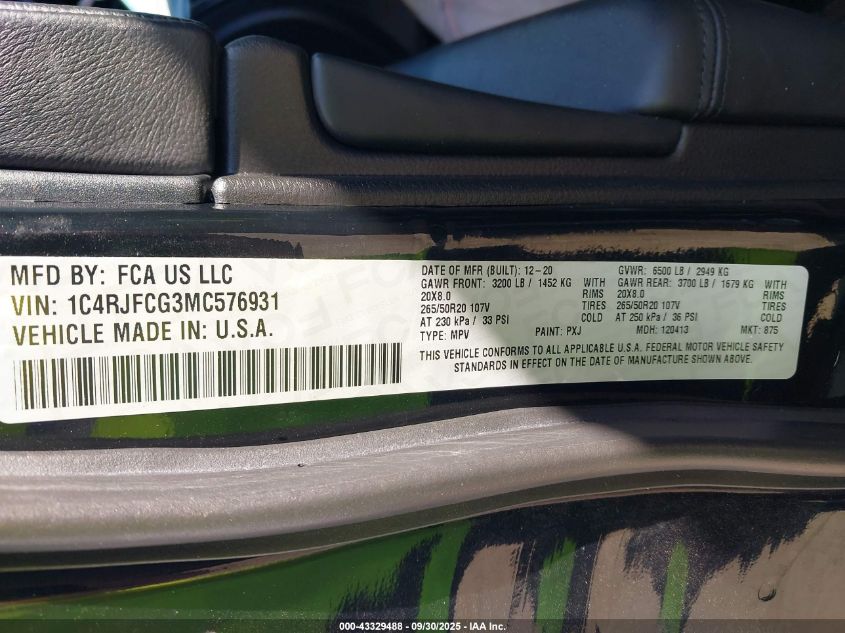 MFD BY: FCA US LLC
VIN: 1C4RJFCG3MC576931
VEHICLE MADE IN: U.S.A.
DATE OF MFR (BUILT): 12-20 GVWR: 6500 LB / 2949 KG
GAWR FRONT: 3200 LB / 1452 KG WITH GAWR REAR: 3700 LB / 1679 KG WITH
20X8.0 RIMS 20X8.0 RIMS
265/50R20 107V TIRES 265/50R20 107V TIRES
AT 230 kPa / 33 PSI COLD AT 250 kPa / 36 PSI COLD
TYPE: MPV PAINT: PXJ MDH: 120413 MKT: 875
THIS VEHICLE CONFORMS TO ALL APPLICABLE U.S.A. FEDERAL MOTOR VEHICLE SAFETY
STANDARDS IN EFFECT ON THE DATE OF MANUFACTURE SHOWN ABOVE.
000-43329488 - 09/30/2025 - IAA Inc.